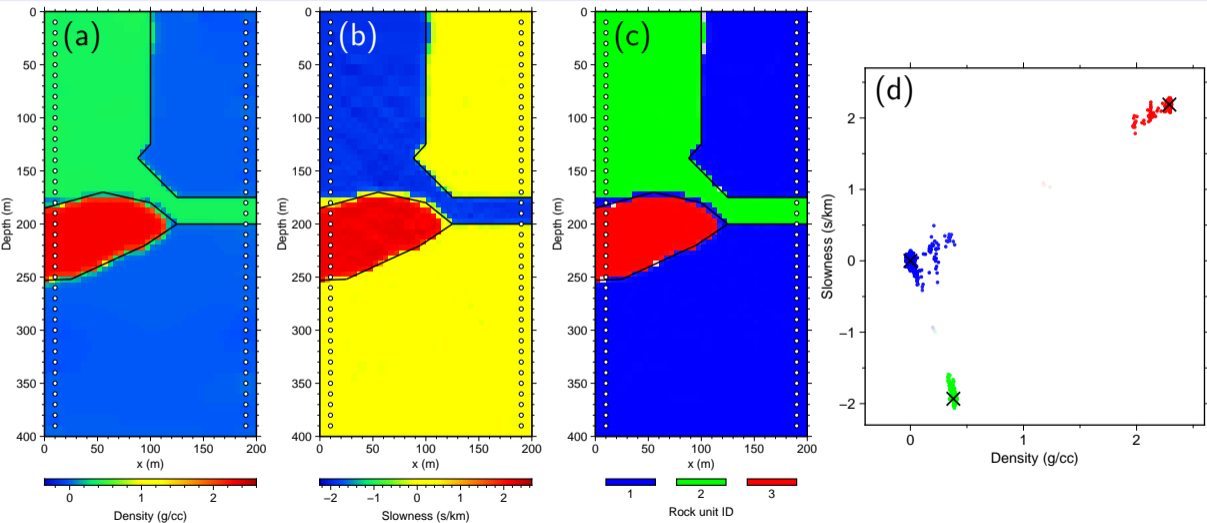 (a)
0
50
100
150
200
250
300
350
400
Depth (m)
0 50 100 150 200
x (m)
0 1 2
Density (g/cc)
(b)
0
50
100
150
200
250
300
350
400
Depth (m)
0 50 100 150 200
x (m)
−2 −1 0 1 2
Slowness (s/km)
(c)
0
50
100
150
200
250
300
350
400
Depth (m)
0 50 100 150 200
x (m)
1 2 3
Rock unit ID
(d)
2
1
0
−1
−2
Slowness (s/km)
0 1 2
Density (g/cc)